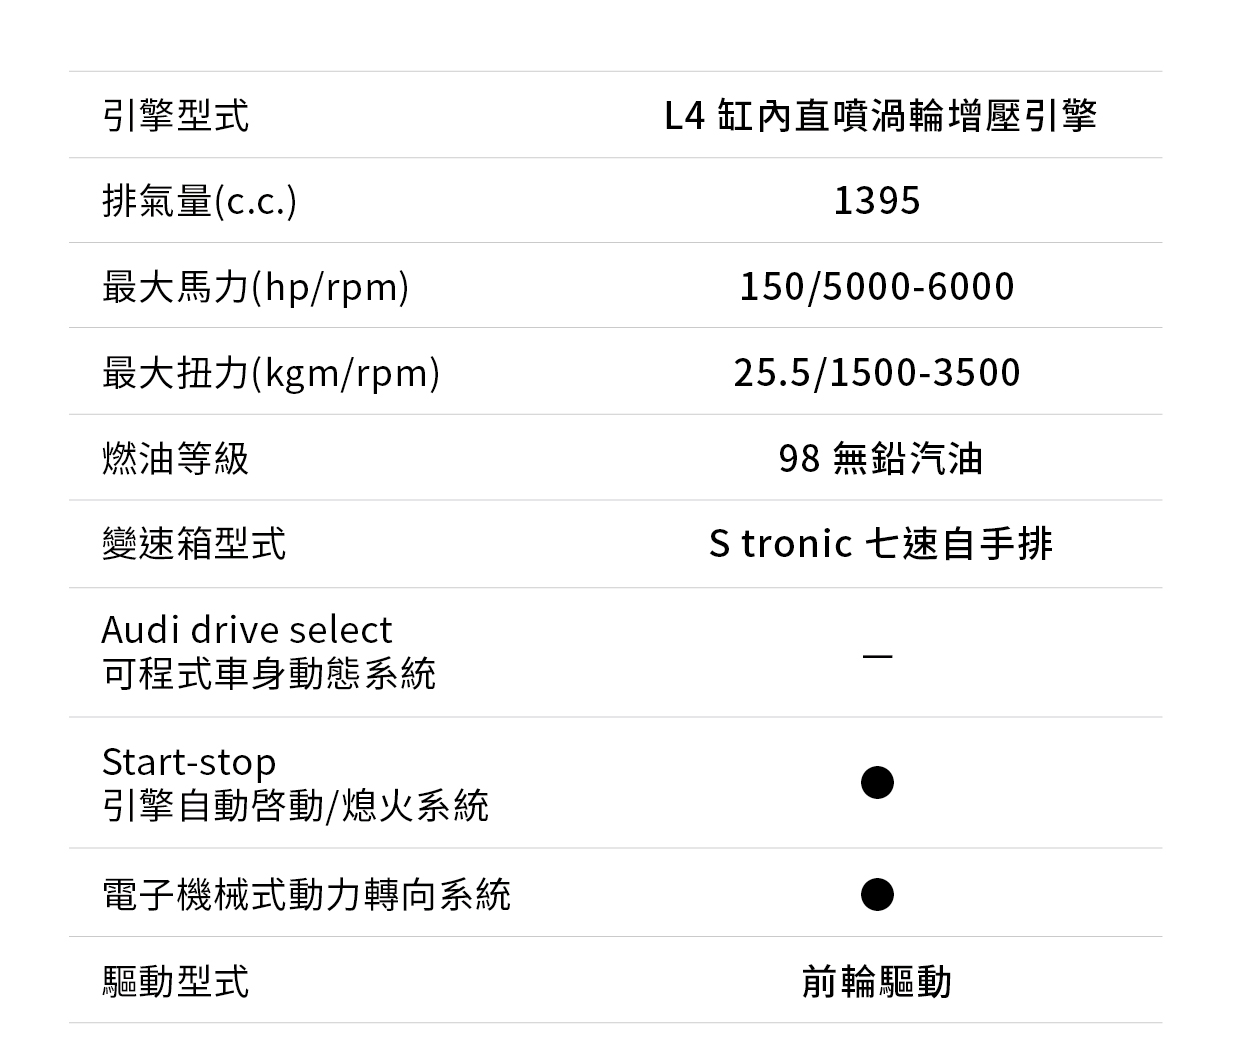 引擎型式 L4 缸內直噴渦輪增壓引擎
排氣量(c.c.) 1395
最大馬力(hp/rpm) 150/5000-6000
最大扭力(kgm/rpm) 25.5/1500-3500
燃油等級 98 無鉛汽油
變速箱型式 S tronic 七速自手排
Audi drive select
可程式車身動態系統 —
Start-stop
引擎自動啓動/熄火系統 ●
電子機械式動力轉向系統 ●
驅動型式 前輪驅動